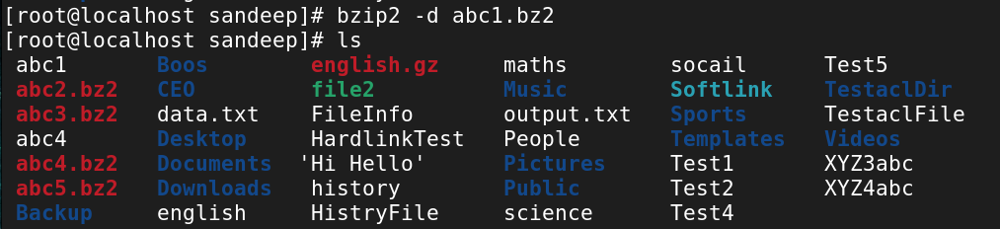 [root@localhost sandeep]# bzip2 -d abc1.bz2
[root@localhost sandeep]# ls
abc1 Boos english.gz maths socail Test5
abc2.bz2 CEO file2 Music Softlink TestaclDir
abc3.bz2 data.txt FileInfo output.txt Sports TestaclFile
abc4 Desktop HardlinkTest People Templates Videos
abc4.bz2 Documents 'Hi Hello' Pictures Test1 XYZ3abc
abc5.bz2 Downloads history Public Test2 XYZ4abc
Backup english HistryFile science Test4